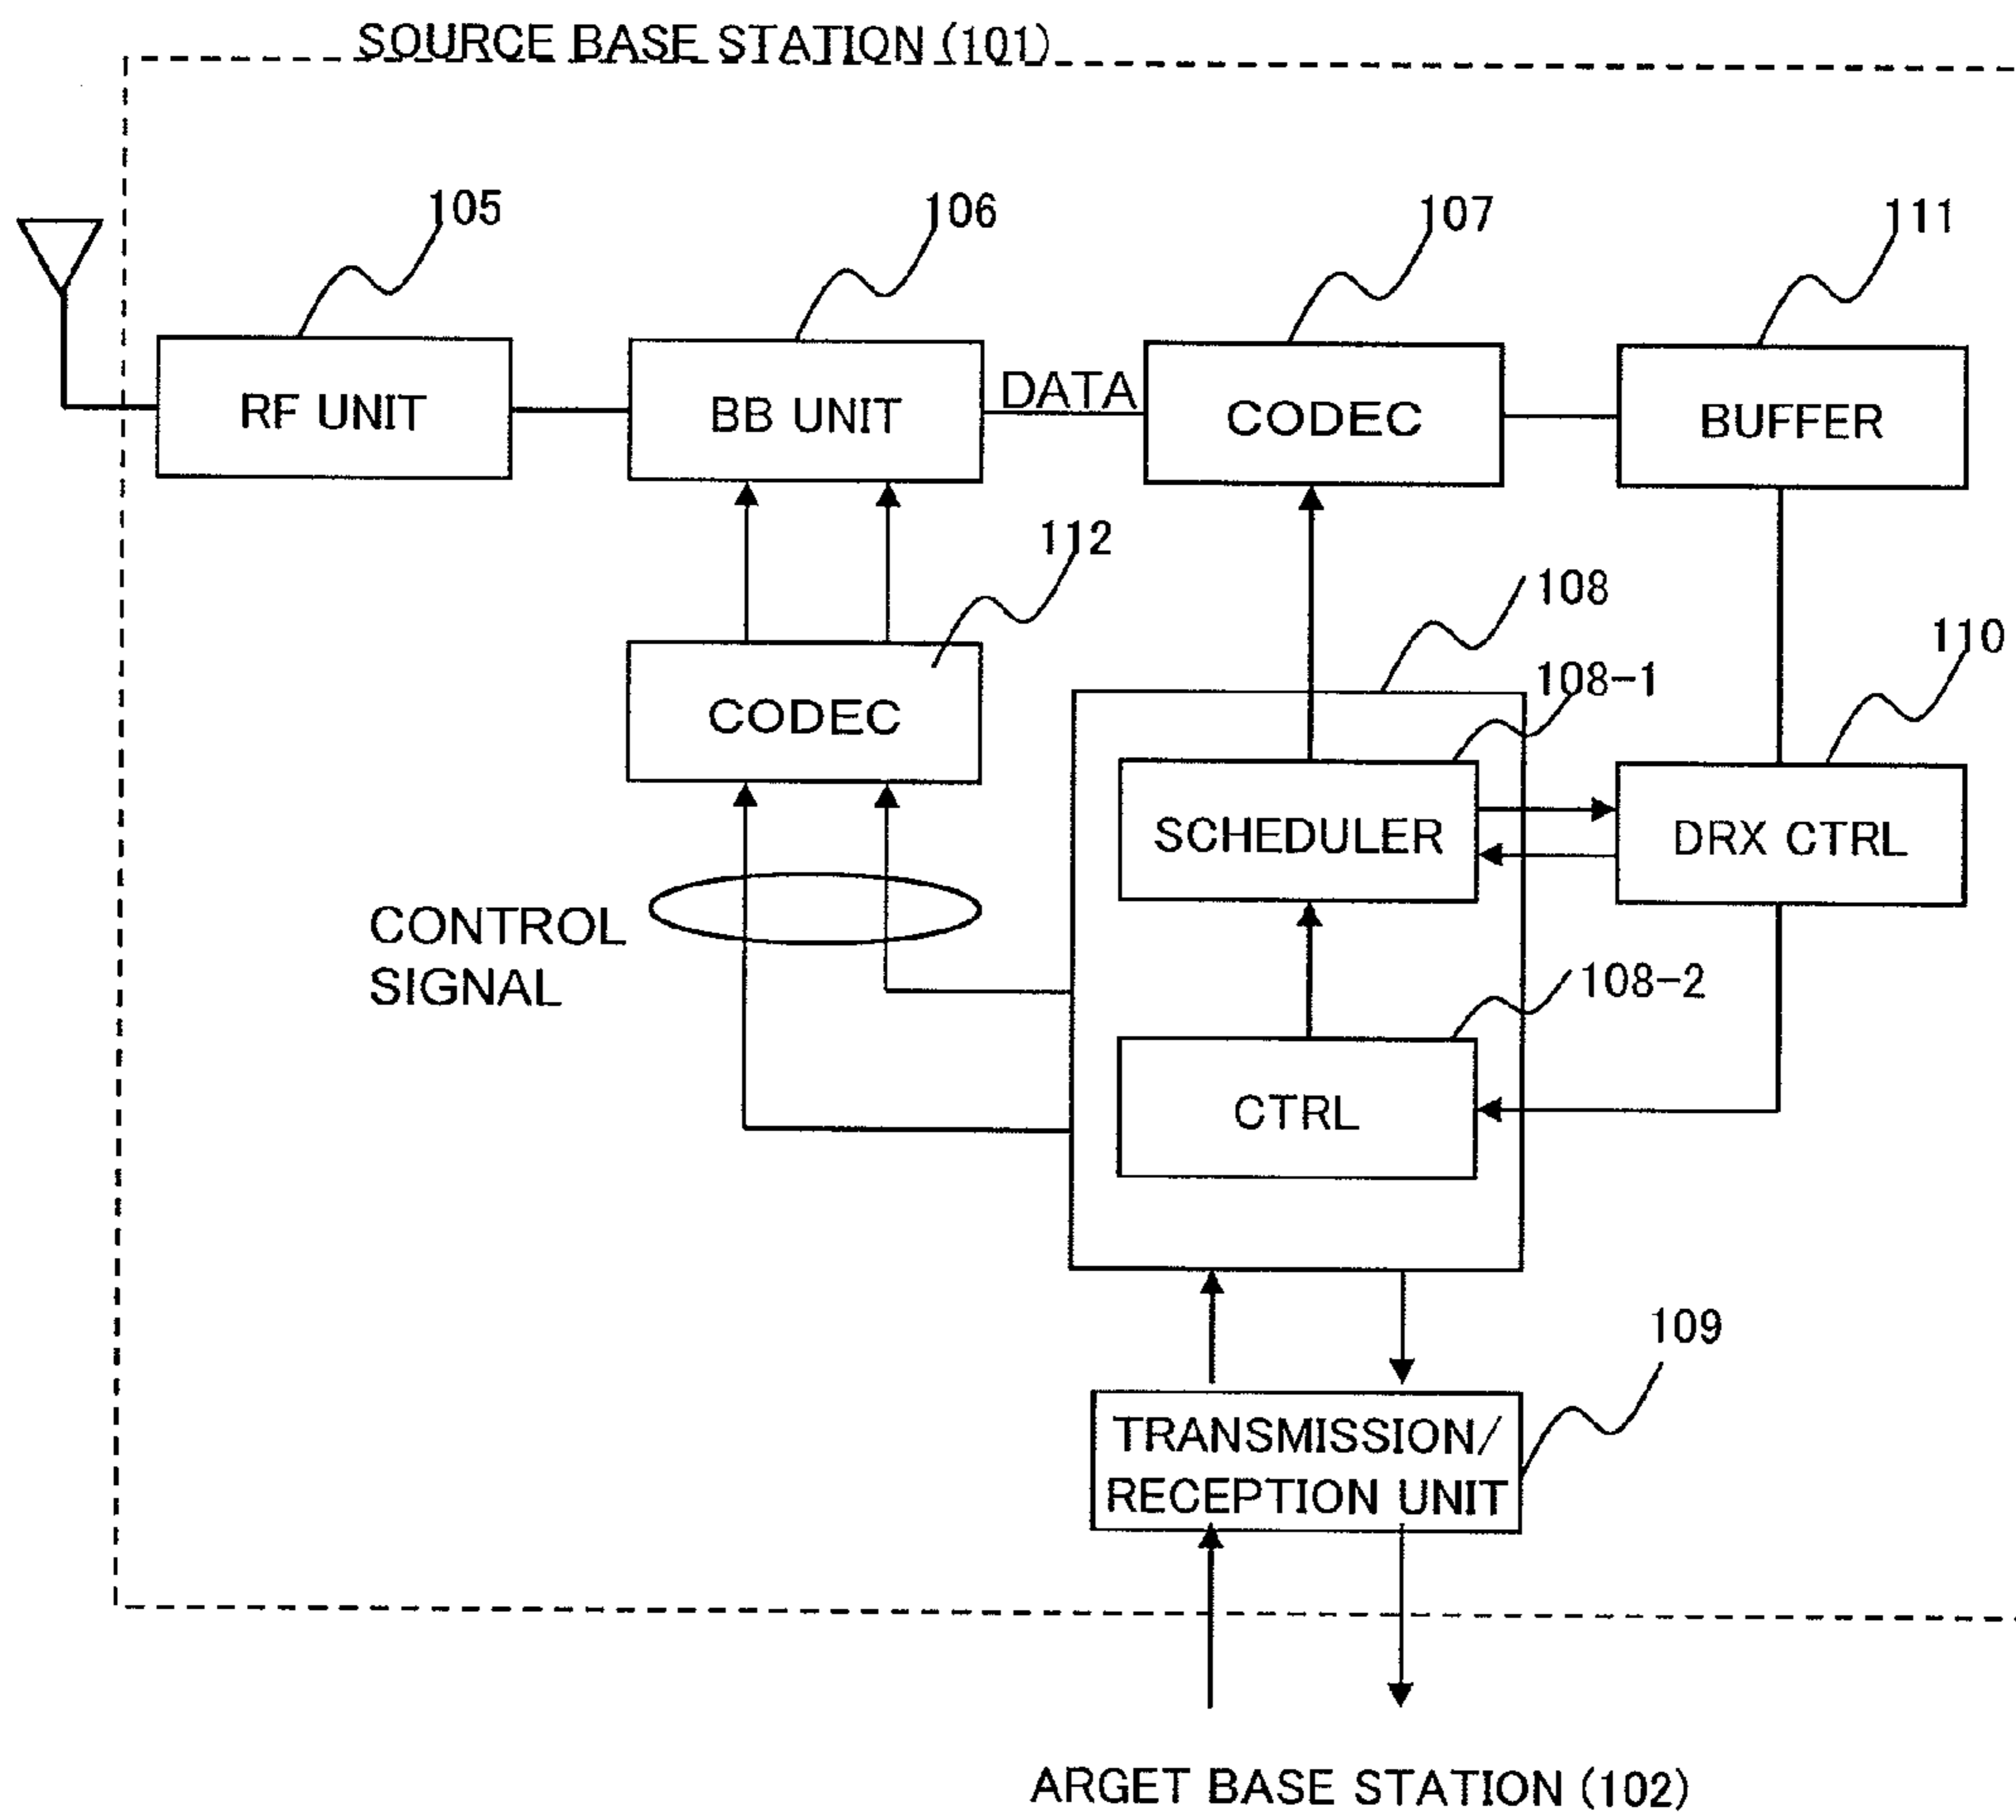 SOURCE BASE STATION (101)
105
106
107
111
RF UNIT
BB UNIT
DATA
CODEC
BUFFER
112
108
110
108-1
CODEC
SCHEDULER
DRX CTRL
CONTROL
SIGNAL
108-2
CTRL
109
TRANSMISSION/
RECEPTION UNIT
ARGET BASE STATION (102)